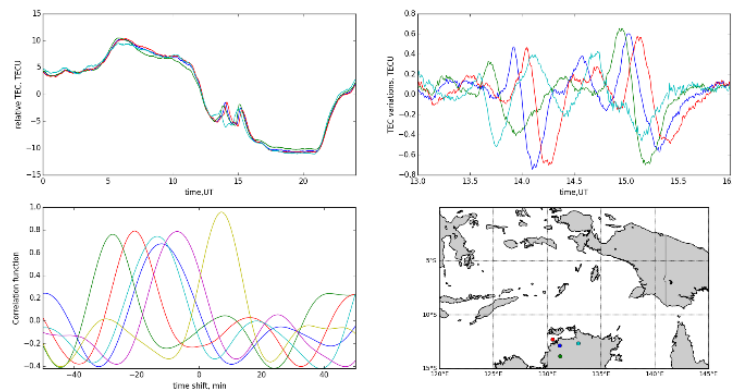 15
10
5
0
−5
−10
−15
relative TEC, TECU
0 5 10 15 20
time,UT
0.8
0.6
0.4
0.2
0.0
−0.2
−0.4
−0.6
−0.8
TEC variations, TECU
13.0 13.5 14.0 14.5 15.0 15.5 16.0
time,UT
1.0
0.8
0.6
0.4
0.2
0.0
−0.2
−0.4
Correlation function
−40 −20 0 20 40
time shift, min
5°S
10°S
15°S
120°E 125°E 130°E 135°E 140°E 145°E